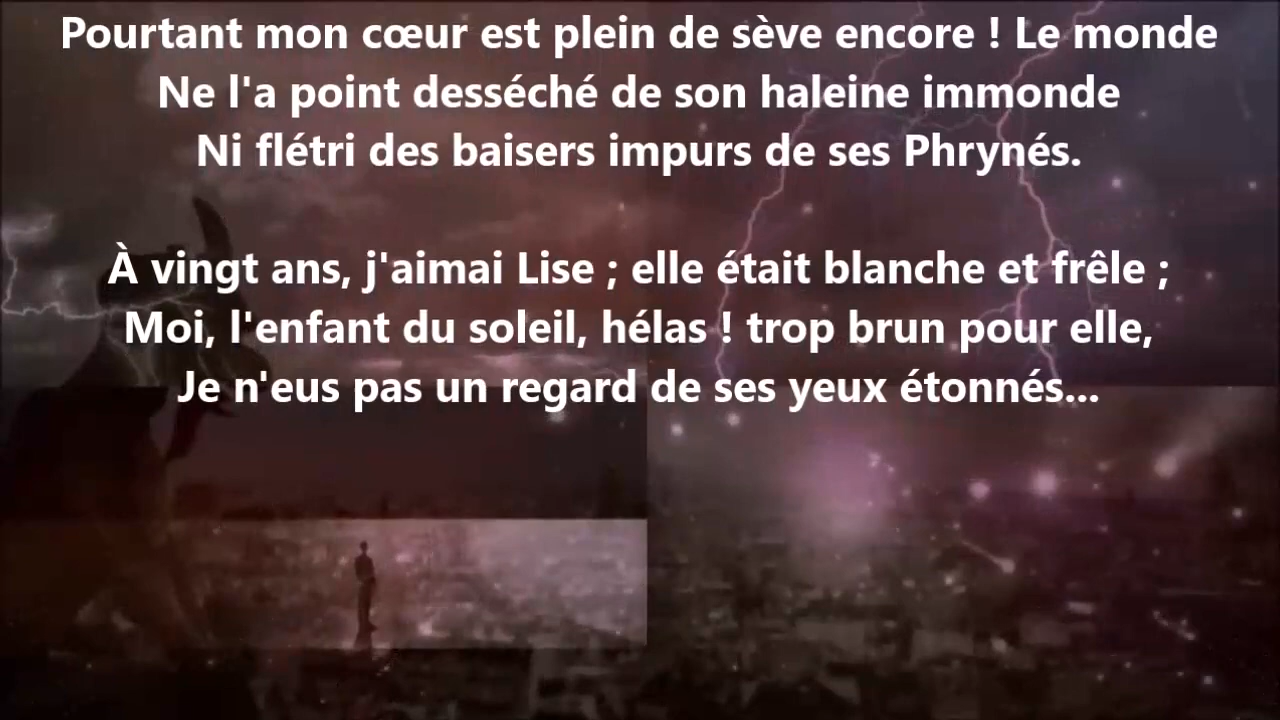 Pourtant mon cœur est plein de sève encore ! Le monde
Ne l'a point desséché de son haleine immonde
Ni flétri des baisers impurs de ses Phrynés.
À vingt ans, j'aimai Lise ; elle était blanche et frêle ;
Moi, l'enfant du soleil, hélas ! trop brun pour elle,
Je n'eus pas un regard de ses yeux étonnés...